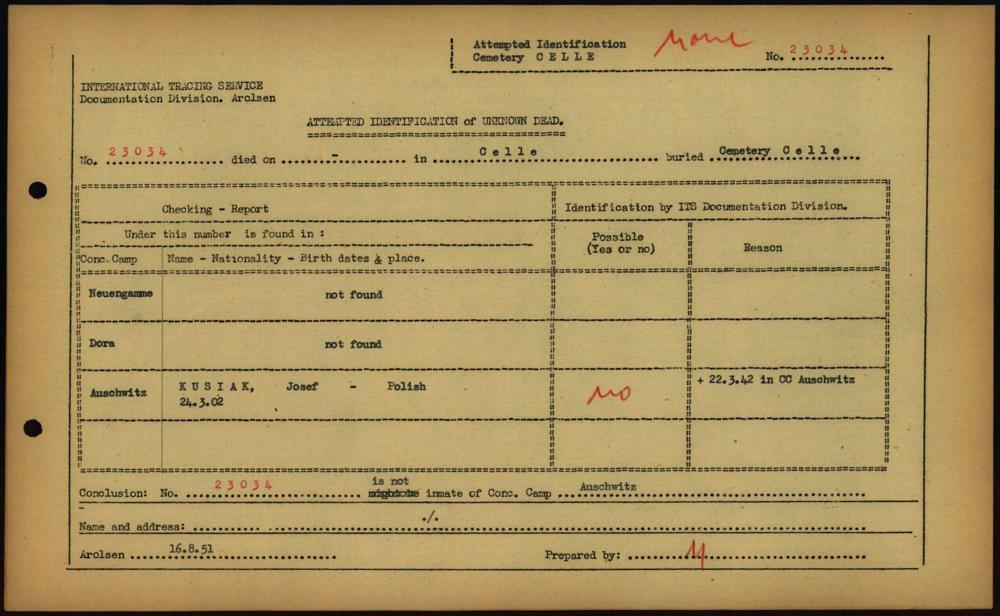 Attempted Identification
Cemetery C E L L E
None
No. 23034
INTERNATIONAL TRACING SERVICE
Documentation Division. Arolsen
ATTEMPTED IDENTIFICATION of UNKNOWN DEAD.
No. 23034 died on - in Celle buried Cemetery Celle
Checking - Report
Identification by ITS Documentation Division.
Under this number is found in :
Possible
(Yes or no)
Reason
Conc. Camp
Name - Nationality - Birth dates & place.
Neuengamme not found
Dora not found
Auschwitz
K U S I A K, Josef - Polish
24.3.02
NO
+ 22.3.42 in CC Auschwitz
is not
Conclusion: No. 23034 inmate of Conc. Camp Auschwitz
Name and address: ./.
Arolsen 16.8.51 Prepared by: